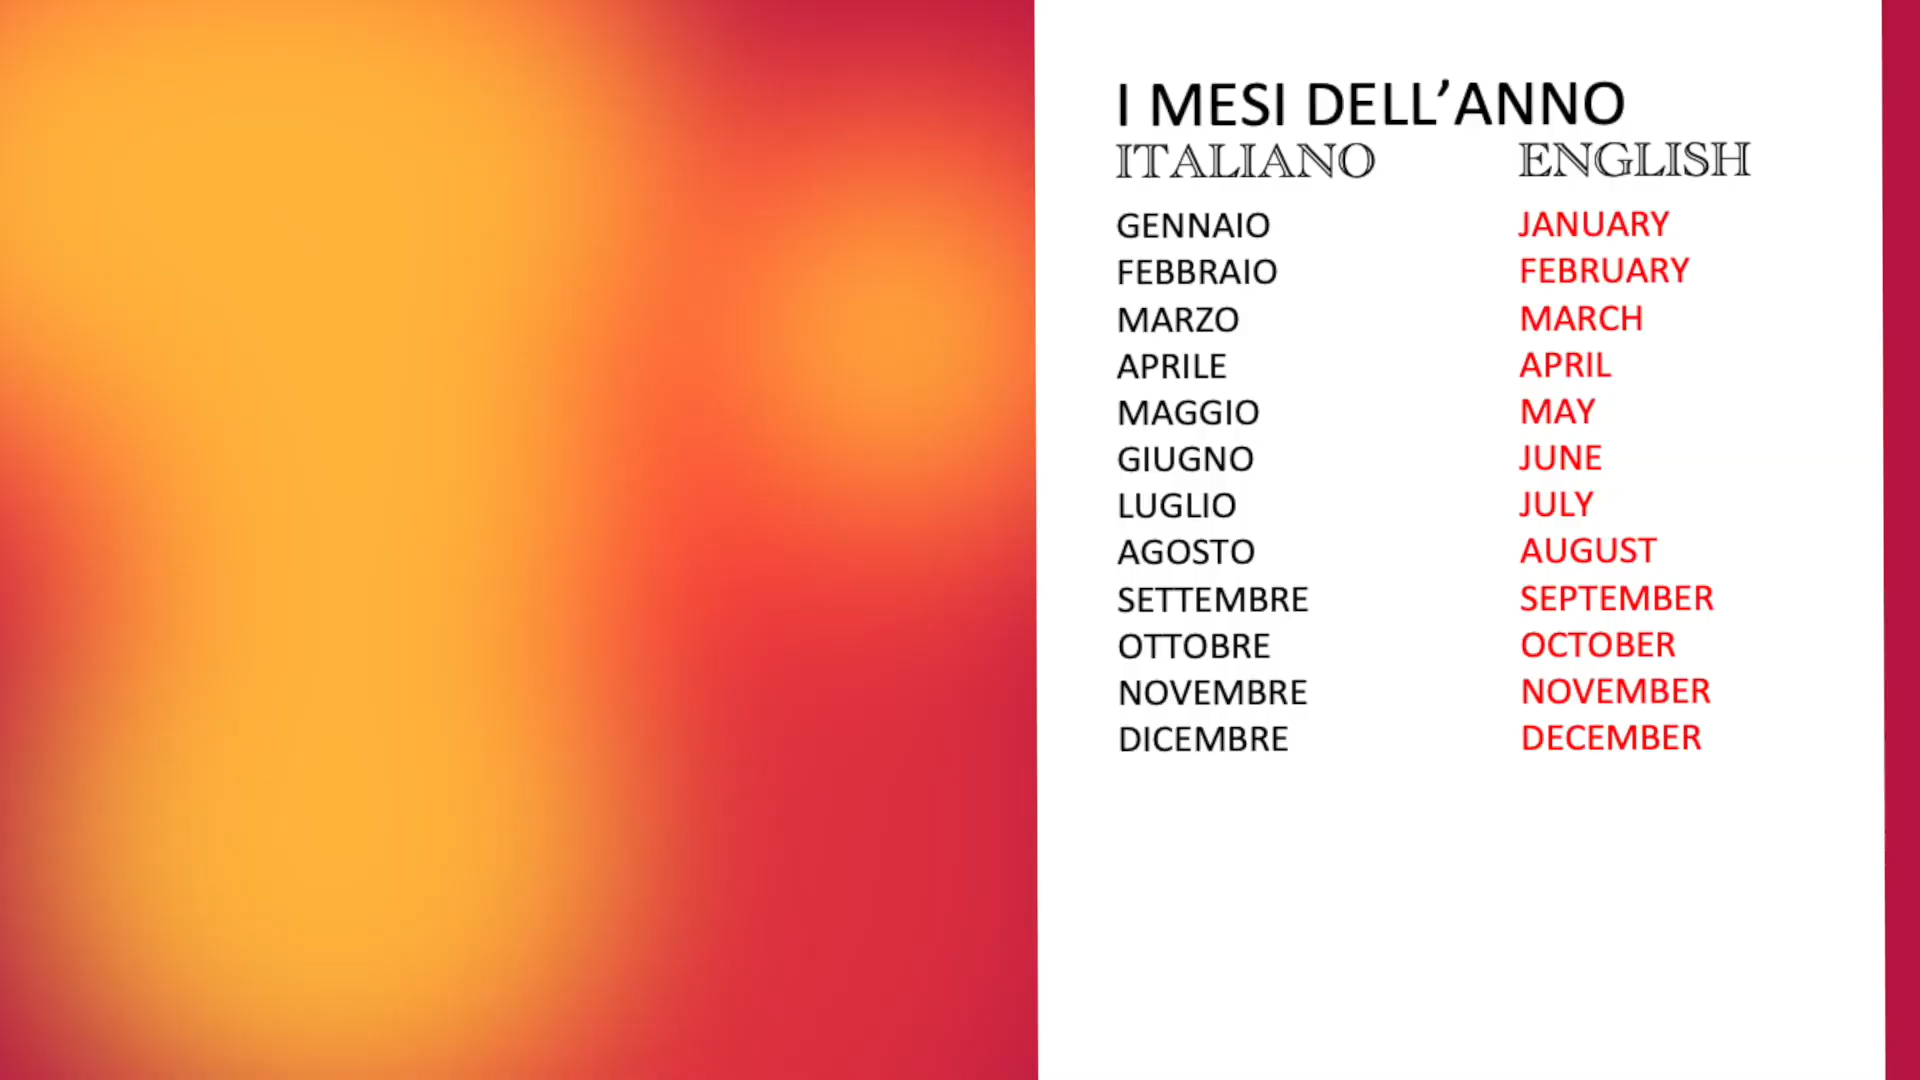 I MESI DELL’ANNO
ITALIANO ENGLISH
GENNAIO JANUARY
FEBBRAIO FEBRUARY
MARZO MARCH
APRILE APRIL
MAGGIO MAY
GIUGNO JUNE
LUGLIO JULY
AGOSTO AUGUST
SETTEMBRE SEPTEMBER
OTTOBRE OCTOBER
NOVEMBRE NOVEMBER
DICEMBRE DECEMBER